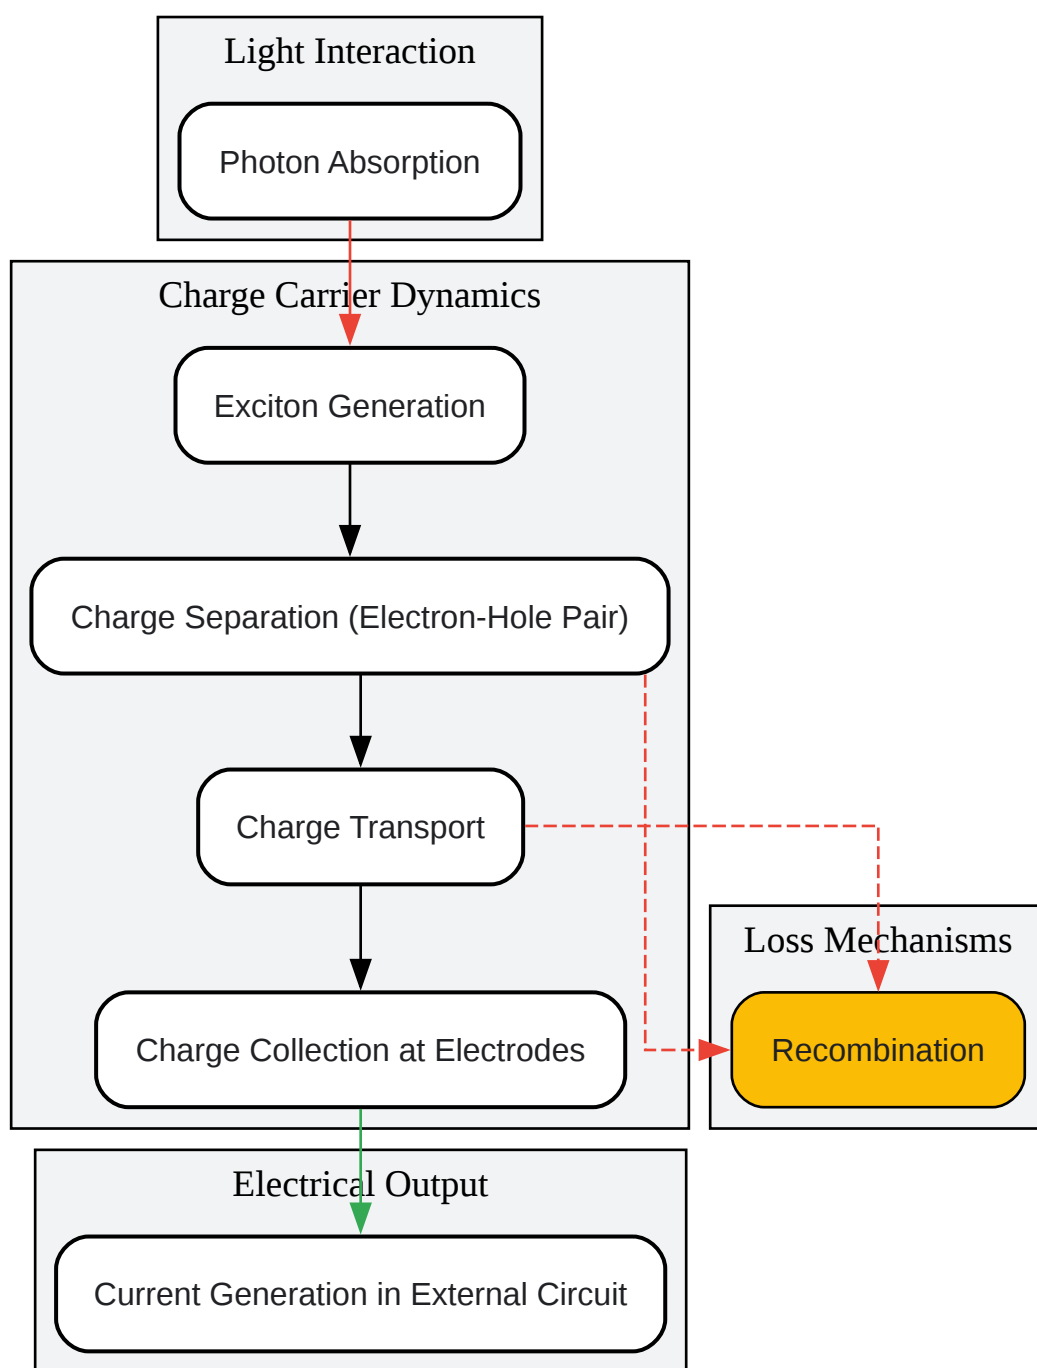 Light Interaction
Photon Absorption
Charge Carrier Dynamics
Exciton Generation
Charge Separation (Electron-Hole Pair)
Charge Transport
Charge Collection at Electrodes
Loss Mechanisms
Recombination
Electrical Output
Current Generation in External Circuit